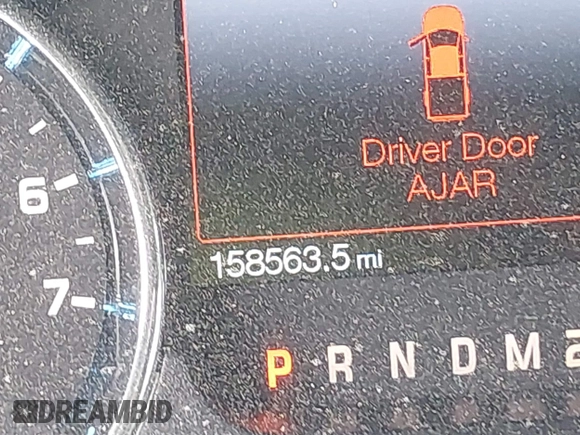 Driver Door
AJAR
6
158563.5 mi
7
P R N D M
DREAMBID